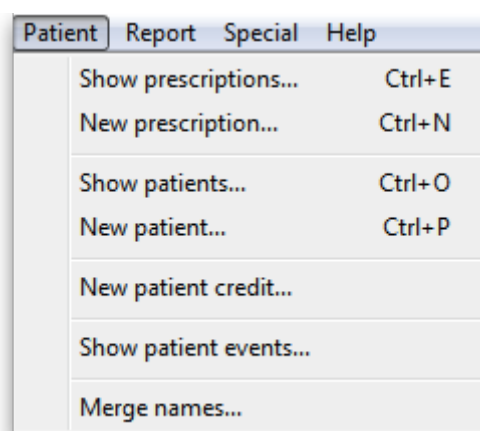 Patient Report Special Help
Show prescriptions... Ctrl+E
New prescription... Ctrl+N
Show patients... Ctrl+O
New patient... Ctrl+P
New patient credit...
Show patient events...
Merge names...